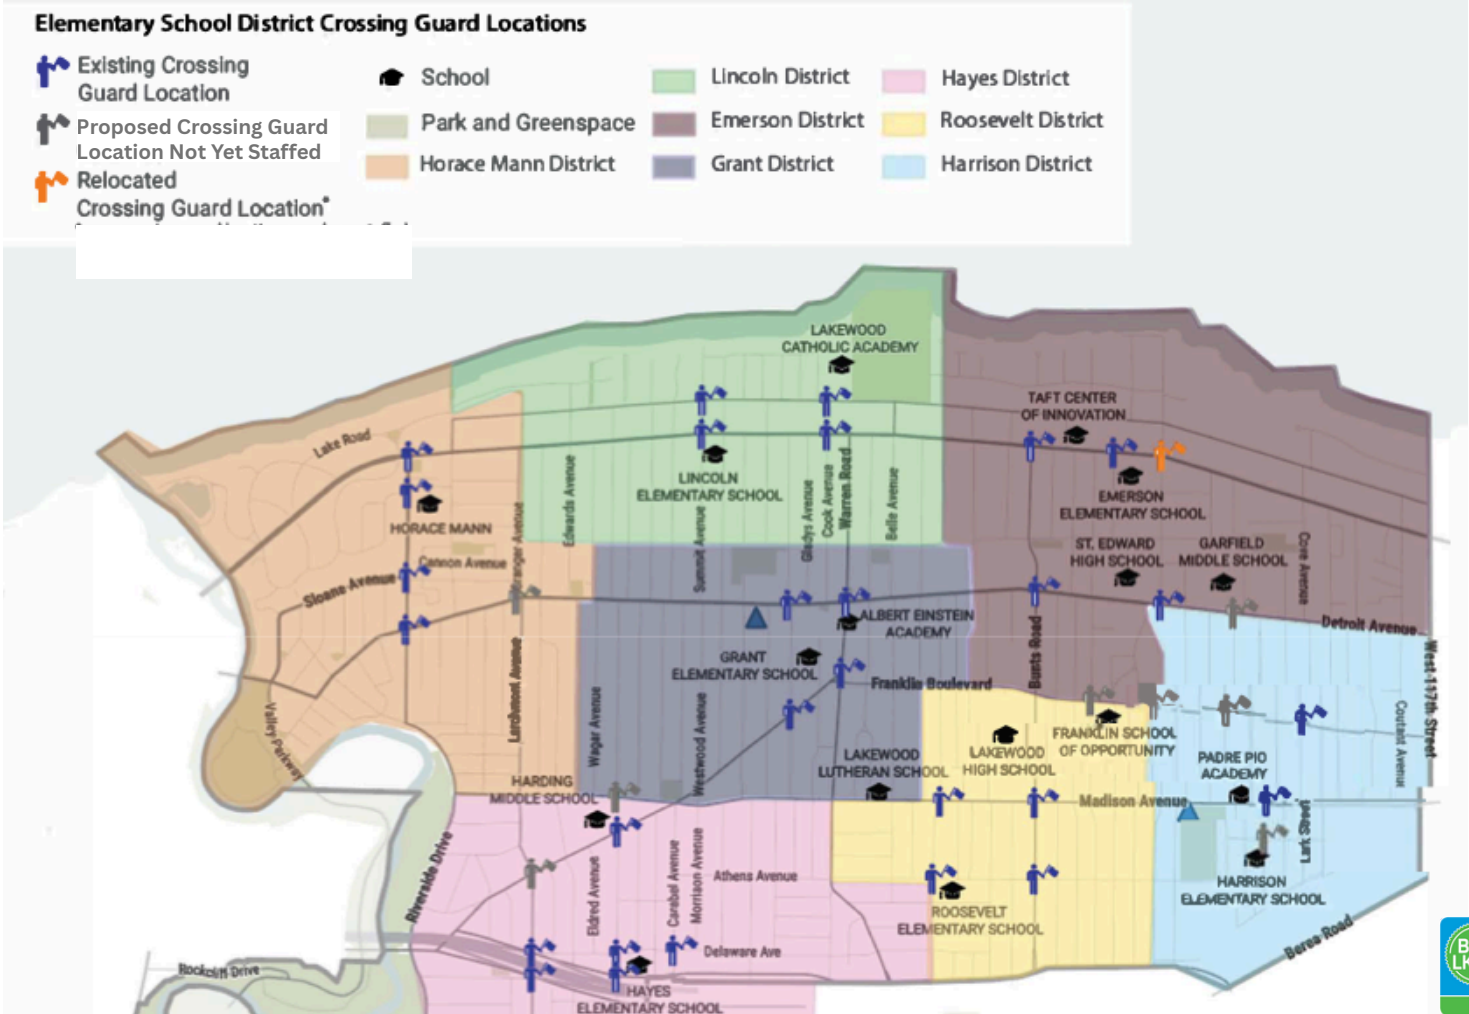 Elementary School District Crossing Guard Locations
Existing Crossing
Guard Location
Proposed Crossing Guard
Location Not Yet Staffed
Relocated
Crossing Guard Location*
School
Park and Greenspace
Horace Mann District
Lincoln District
Emerson District
Grant District
Hayes District
Roosevelt District
Harrison District
LAKEWOOD
CATHOLIC ACADEMY
TAFT CENTER
OF INNOVATION
Lake Road
LINCOLN
ELEMENTARY SCHOOL
EMERSON
ELEMENTARY SCHOOL
HORACE MANN
Edwards Avenue
Summit Avenue
Gladys Avenue
Cook Avenue
Warren Road
Belle Avenue
ST. EDWARD
HIGH SCHOOL
GARFIELD
MIDDLE SCHOOL
Cove Avenue
Cannon Avenue
Granger Avenue
Sloane Avenue
ALBERT EINSTEIN
ACADEMY
Detroit Avenue
GRANT
ELEMENTARY SCHOOL
Franklin Boulevard
Bunts Road
West 117th Street
Larchmont Avenue
Wagar Avenue
Westwood Avenue
Valley Parkway
FRANKLIN SCHOOL
OF OPPORTUNITY
LAKEWOOD
HIGH SCHOOL
LAKEWOOD
LUTHERAN SCHOOL
PADRE PIO
ACADEMY
Coutant Avenue
HARDING
MIDDLE SCHOOL
Madison Avenue
Lark Street
Riverside Drive
Eldred Avenue
Carabel Avenue
Morrison Avenue
Athens Avenue
HARRISON
ELEMENTARY SCHOOL
ROOSEVELT
ELEMENTARY SCHOOL
Delaware Ave
Berea Road
Rockcliff Drive
HAYES
ELEMENTARY SCHOOL